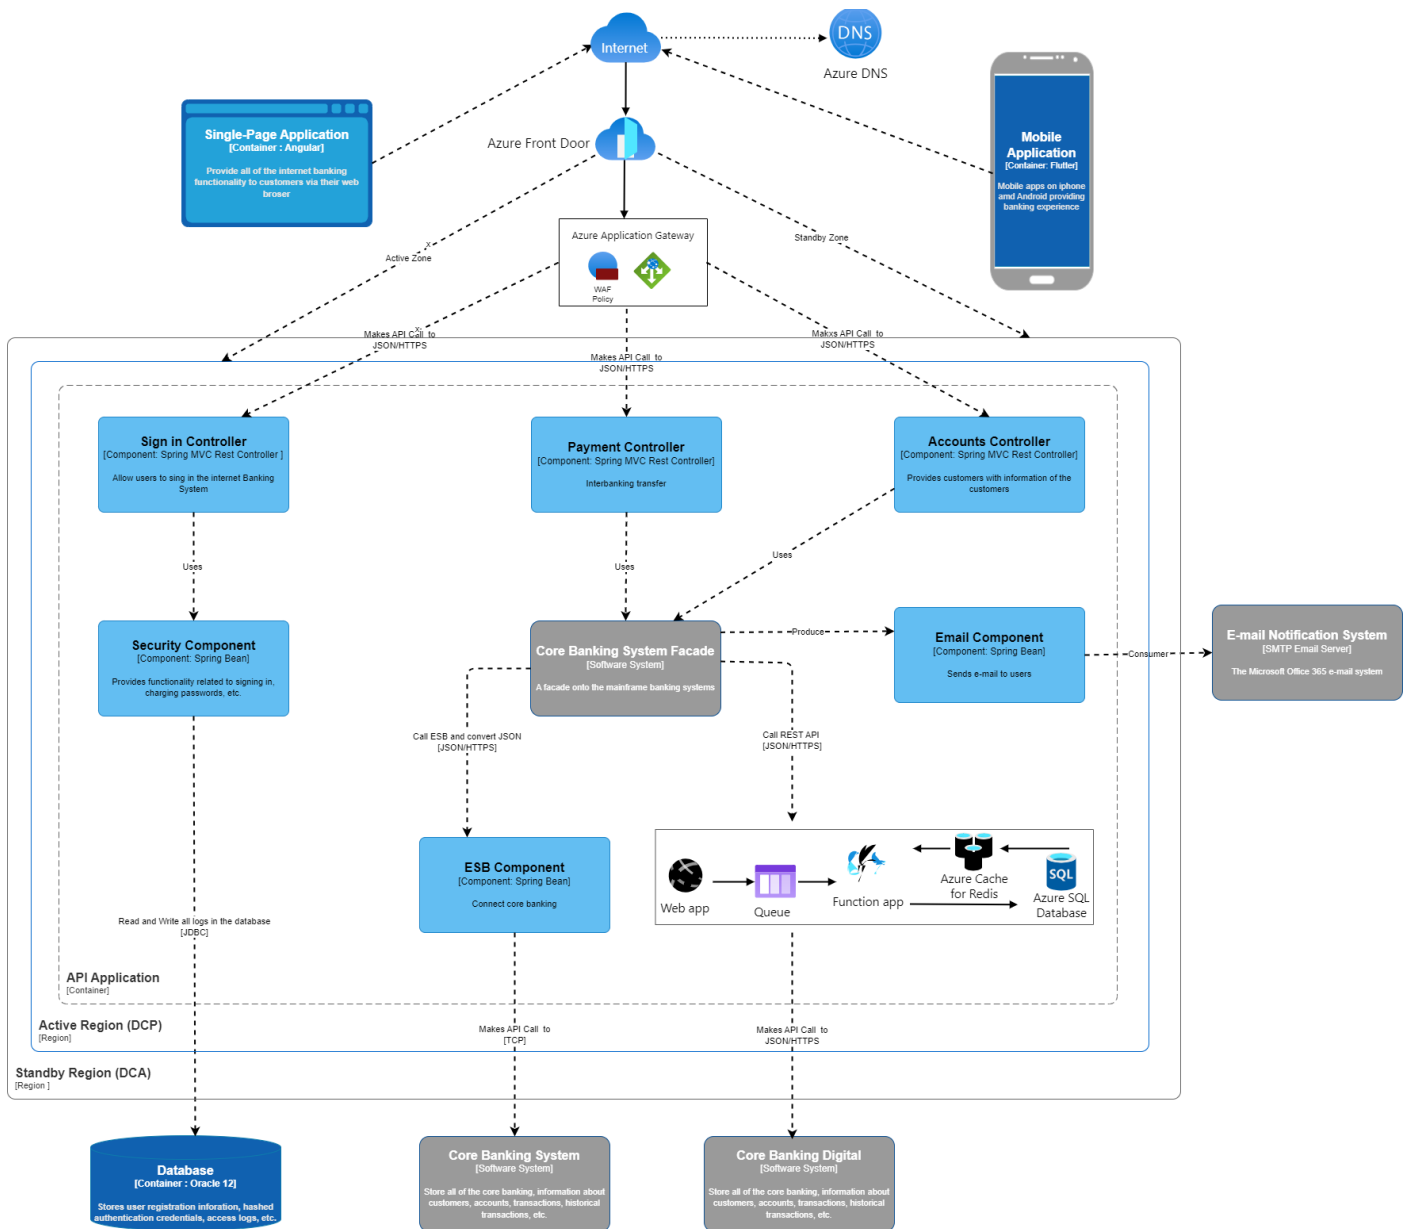 Internet
DNS
Azure DNS
Single-Page Application
[Container : Angular]
Provide all of the internet banking
functionality to customers via their web
broser
Azure Front Door
Mobile
Application
[Container: Flutter]
Mobile apps on iphone
amd Android providing
banking experience
Azure Application Gateway
WAF
Policy
X
Active Zone
Standby Zone
X
Makes API Call to
JSON/HTTPS
Makes API Call to
JSON/HTTPS
Makxs API Call to
JSON/HTTPS
Sign in Controller
[Component: Spring MVC Rest Controller ]
Allow users to sing in the internet Banking
System
Payment Controller
[Component: Spring MVC Rest Controller]
Interbanking transfer
Accounts Controller
[Component: Spring MVC Rest Controller]
Provides customers with information of the
customers
Uses
Uses
Uses
Security Component
[Component: Spring Bean]
Provides functionality related to signing in,
charging passwords, etc.
Core Banking System Facade
[Software System]
A facade onto the mainframe banking systems
Produce
Email Component
[Component: Spring Bean]
Sends e-mail to users
Consumer
E-mail Notification System
[SMTP Email Server]
The Microsoft Office 365 e-mail system
Call ESB and convert JSON
[JSON/HTTPS]
Call REST API
[JSON/HTTPS]
ESB Component
[Component: Spring Bean]
Connect core banking
Web app
Queue
Function app
Azure Cache
for Redis
SQL
Azure SQL
Database
Read and Write all logs in the database
[JDBC]
API Application
[Container]
Active Region (DCP)
[Region]
Standby Region (DCA)
[Region ]
Makes API Call to
[TCP]
Makes API Call to
JSON/HTTPS
Database
[Container : Oracle 12]
Stores user registration inforation, hashed
authentication credentials, access logs, etc.
Core Banking System
[Software System]
Store all of the core banking, information about
customers, accounts, transactions, historical
transactions, etc.
Core Banking Digital
[Software System]
Store all of the core banking, information about
customers, accounts, transactions, historical
transactions, etc.